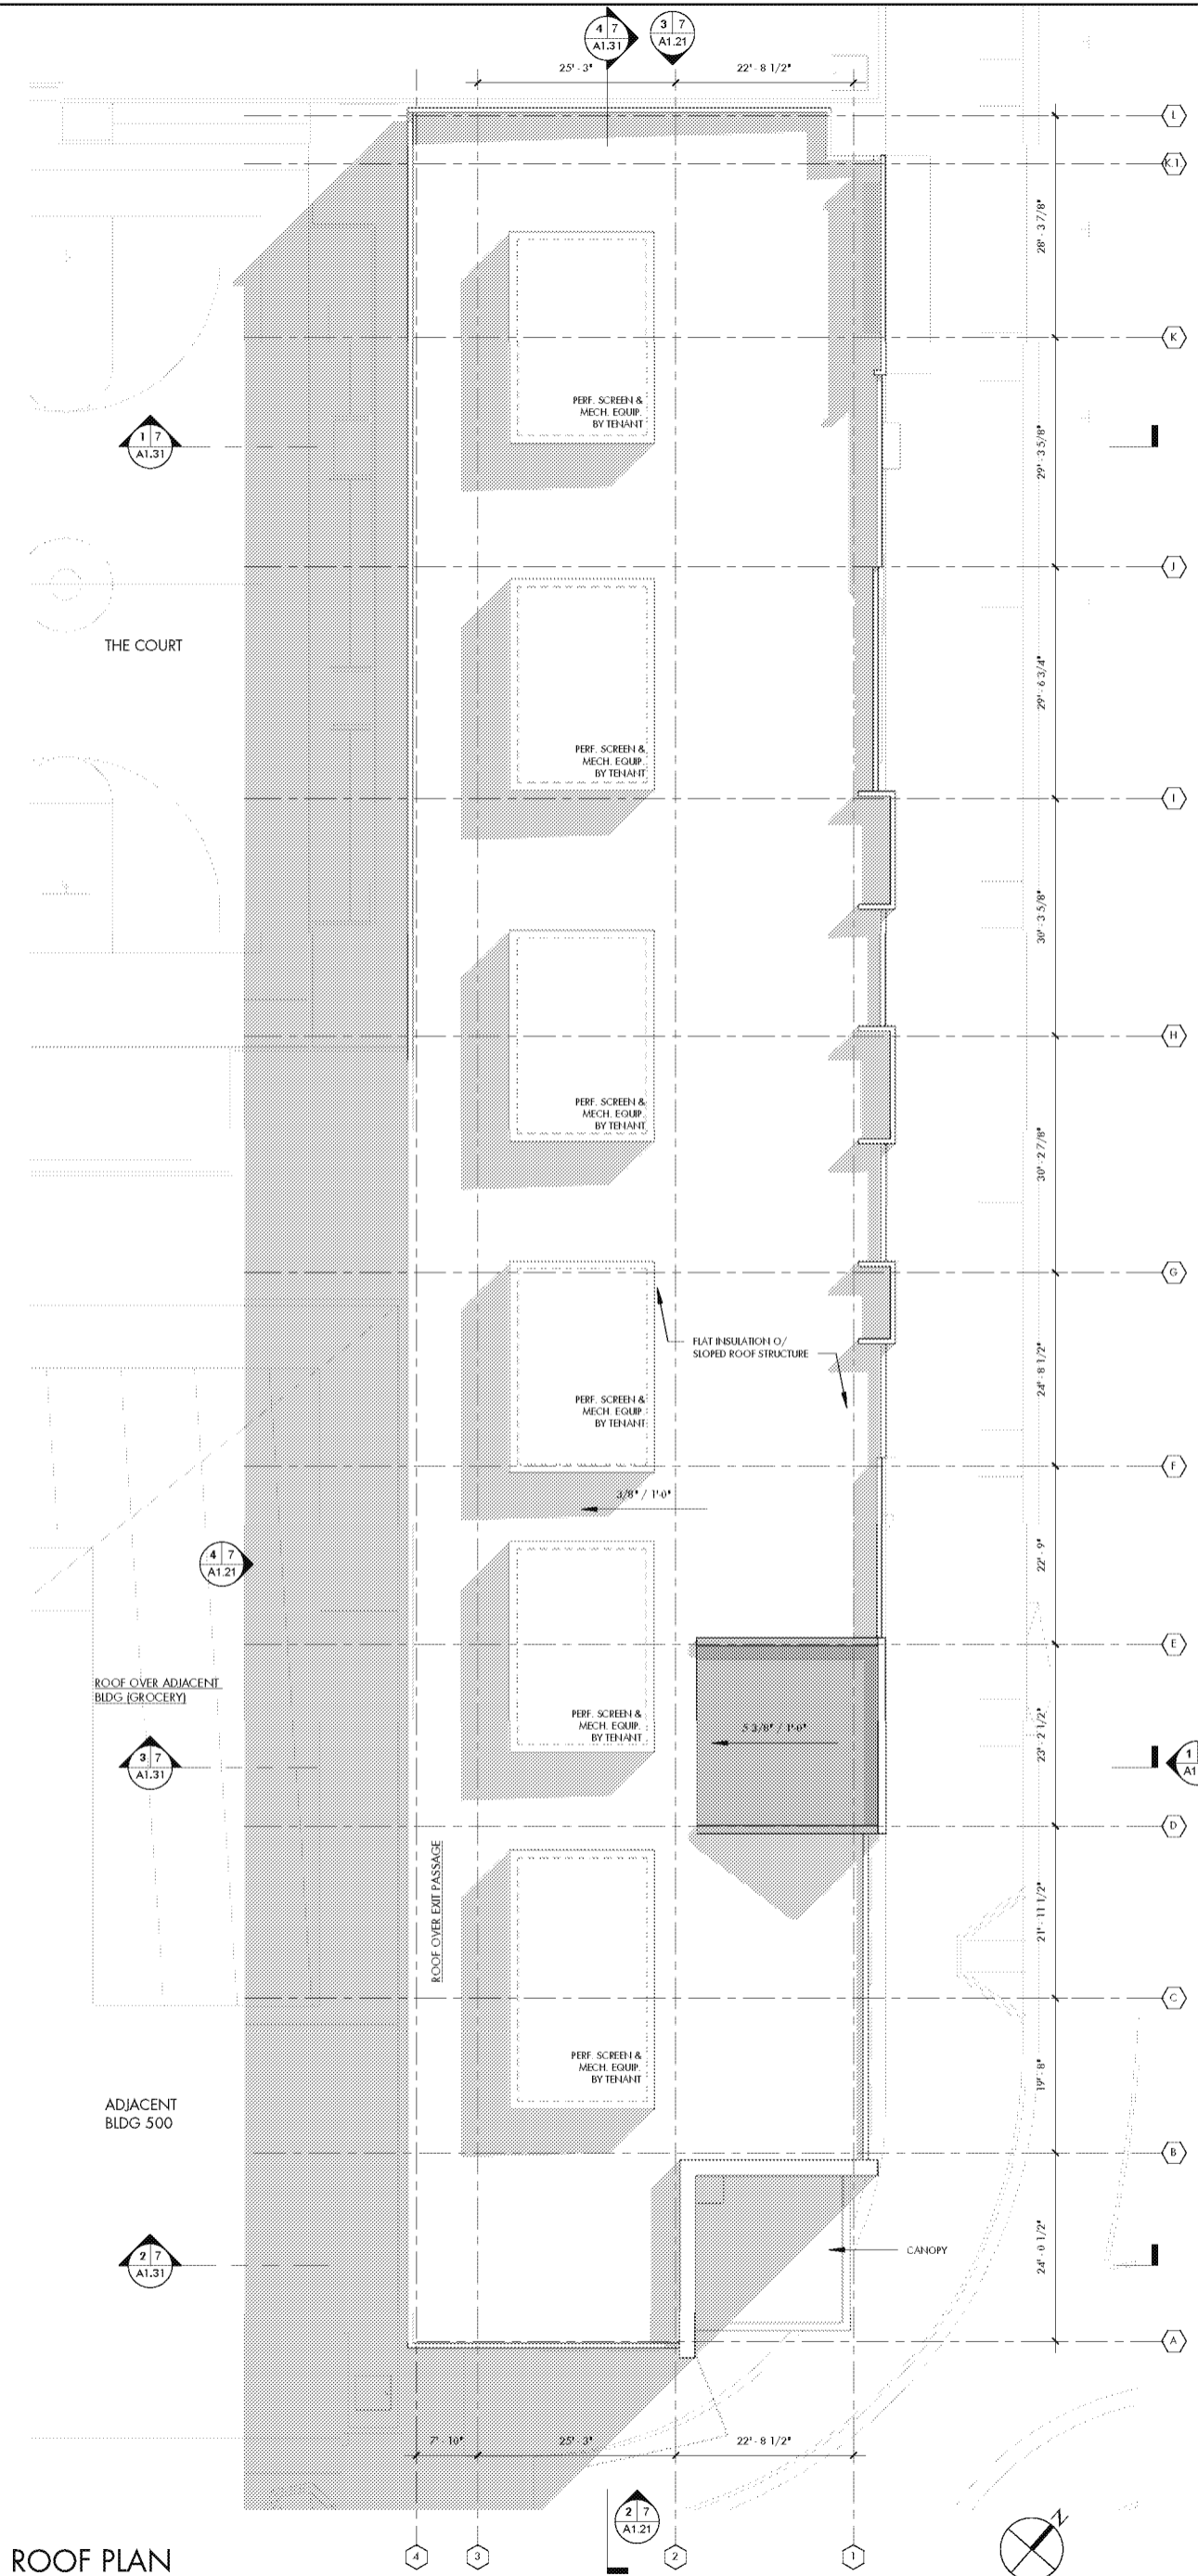 4 7
A1.31
3 7
A1.21
25' - 3"
22' - 8 1/2"
L
K.1.
28' - 3 7/8"
K
PERF. SCREEN &
MECH. EQUIP.
BY TENANT
1 7
A1.31
29' - 3 5/8"
J
THE COURT
29' - 6 3/4"
PERF. SCREEN &
MECH. EQUIP.
BY TENANT
I
30' - 3 5/8"
H
PERF. SCREEN &
MECH. EQUIP.
BY TENANT
30' - 2 7/8"
G
FLAT INSULATION O/
SLOPED ROOF STRUCTURE
24' - 8 1/2"
PERF. SCREEN &
MECH. EQUIP
BY TENANT
F
3/8" / 1'-0"
4 7
A1.21
22' - 9"
E
ROOF OVER ADJACENT
BLDG (GROCERY)
PERF. SCREEN &
MECH. EQUIP.
BY TENANT
5 3/8" / 1'-0"
23' - 2 1/2"
3 7
A1.31
1
A1
D
ROOF OVER EXIT PASSAGE
21' - 11 1/2"
C
PERF. SCREEN &
MECH. EQUIP.
BY TENANT
19' - 8"
ADJACENT
BLDG 500
B
2 7
A1.31
CANOPY
24' - 0 1/2"
A
7' - 10"
25' - 3"
22' - 8 1/2"
2 7
A1.21
N
ROOF PLAN
4
3
2
1